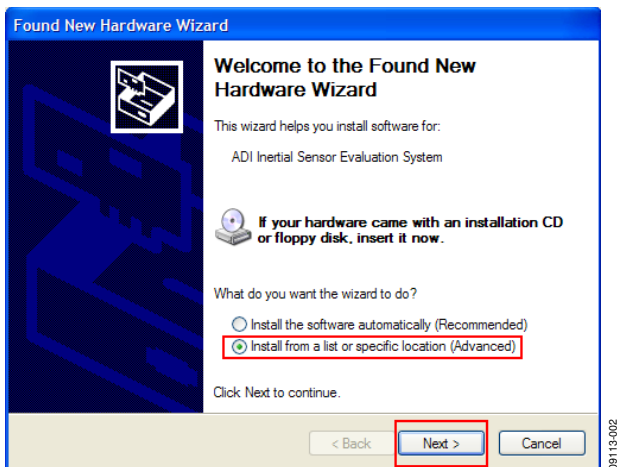 Found New Hardware Wizard
Welcome to the Found New
Hardware Wizard
This wizard helps you install software for:
ADI Inertial Sensor Evaluation System
If your hardware came with an installation CD
or floppy disk, insert it now.
What do you want the wizard to do?
Install the software automatically (Recommended)
Install from a list or specific location (Advanced)
Click Next to continue.
< Back
Next >
Cancel
09113-002